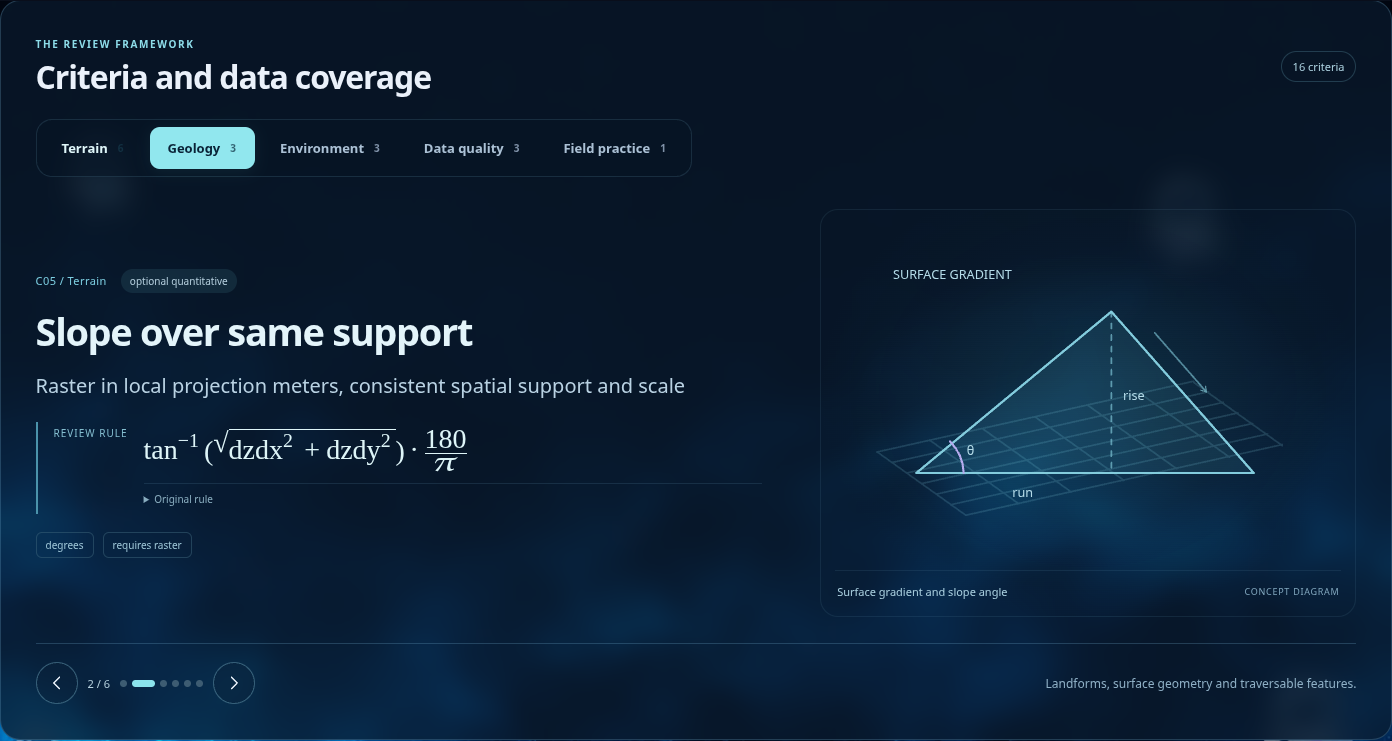 THE REVIEW FRAMEWORK
Criteria and data coverage
16 criteria
Terrain 6 Geology 3 Environment 3 Data quality 3 Field practice 1
C05 / Terrain optional quantitative
Slope over same support
Raster in local projection meters, consistent spatial support and scale
REVIEW RULE tan⁻¹ (√dzdx² + dzdy²) · 180/π
▶ Original rule
degrees requires raster
SURFACE GRADIENT
rise
θ
run
Surface gradient and slope angle CONCEPT DIAGRAM
2 / 6
Landforms, surface geometry and traversable features.